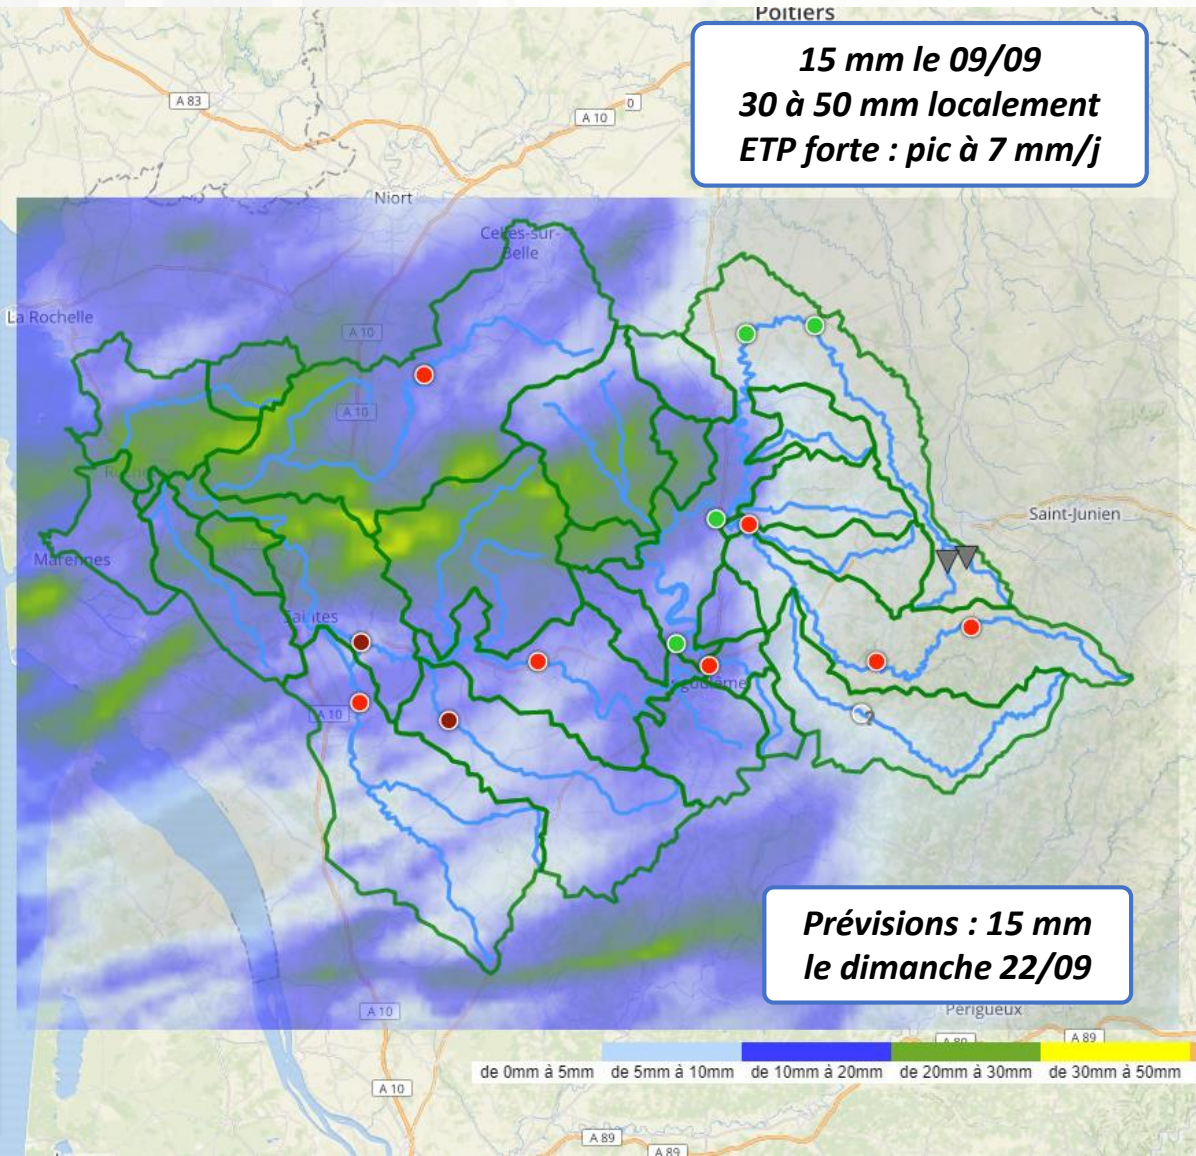 Poitiers
15 mm le 09/09
30 à 50 mm localement
ETP forte : pic à 7 mm/j
A 83
A 10
0
Niort
Celles-sur-
Belle
La Rochelle
A 10
A 10
Saint-Junien
Marennes
Saintes
A 10
?
Prévisions : 15 mm
le dimanche 22/09
A 10
Périgueux
A 89
A 89
de 0mm à 5mm
de 5mm à 10mm
de 10mm à 20mm
de 20mm à 30mm
de 30mm à 50mm
A 10
A 89
A 89